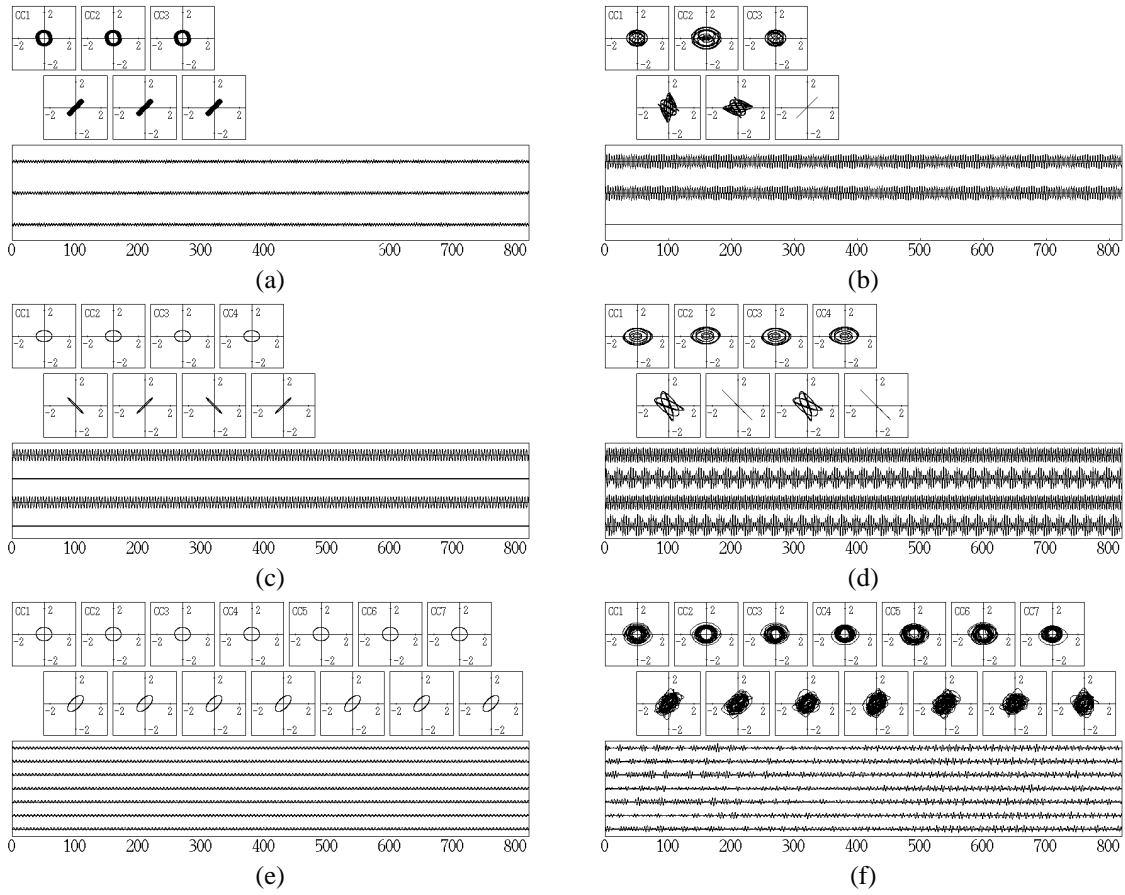 CC1 2 -2 2 -2 CC2 2 -2 2 -2 CC3 2 -2 2 -2
2 -2 2 -2 2 -2 2 -2 2 -2 2 -2
0 100 200 300 400 600 700 800
(a)
CC1 2 -2 2 -2 CC2 2 -2 2 -2 CC3 2 -2 2 -2
2 -2 2 -2 2 -2 2 -2 2 -2 2 -2
0 100 200 300 400 500 600 700 800
(b)
CC1 2 -2 2 -2 CC2 2 -2 2 -2 CC3 2 -2 2 -2 CC4 2 -2 2 -2
2 -2 2 -2 2 -2 2 -2 2 -2 2 -2 2 -2 2 -2
0 100 200 300 400 500 600 700 800
(c)
CC1 2 -2 2 -2 CC2 2 -2 2 -2 CC3 2 -2 2 -2 CC4 2 -2 2 -2
2 -2 2 -2 2 -2 2 -2 2 -2 2 -2 2 -2 2 -2
0 100 200 300 400 500 600 700 800
(d)
CC1 2 -2 2 -2 CC2 2 -2 2 -2 CC3 2 -2 2 -2 CC4 2 -2 2 -2 CC5 2 -2 2 -2 CC6 2 -2 2 -2 CC7 2 -2 2 -2
2 -2 2 -2 2 -2 2 -2 2 -2 2 -2 2 -2 2 -2 2 -2 2 -2 2 -2 2 -2 2 -2 2 -2
0 100 200 300 400 500 600 700 800
(e)
CC1 2 -2 2 -2 CC2 2 -2 2 -2 CC3 2 -2 2 -2 CC4 2 -2 2 -2 CC5 2 -2 2 -2 CC6 2 -2 2 -2 CC7 2 -2 2 -2
2 -2 2 -2 2 -2 2 -2 2 -2 2 -2 2 -2 2 -2 2 -2 2 -2 2 -2 2 -2 2 -2 2 -2
0 100 200 300 400 500 600 700 800
(f)